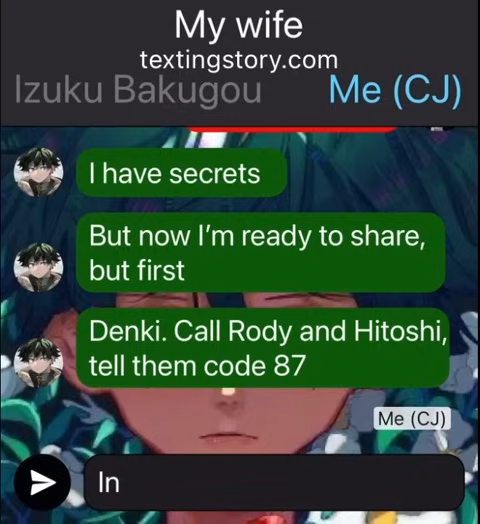 My wife
textingstory.com
Izuku Bakugou Me (CJ)
I have secrets
But now I’m ready to share,
but first
Denki. Call Rody and Hitoshi,
tell them code 87
Me (CJ)
In